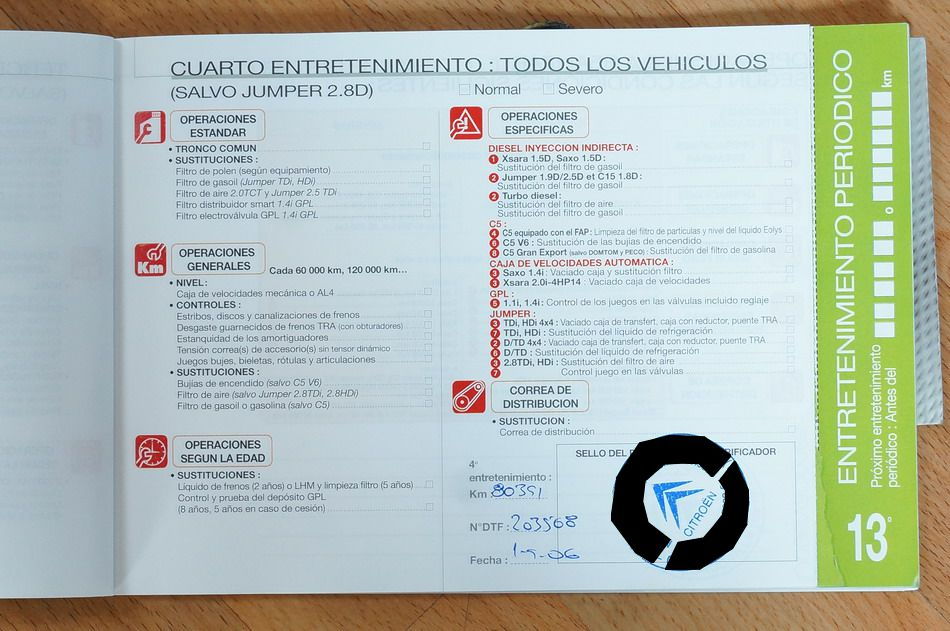 CUARTO ENTRETENIMIENTO : TODOS LOS VEHICULOS
(SALVO JUMPER 2.8D)
Normal
Severo
OPERACIONES
ESTANDAR
• TRONCO COMUN
• SUSTITUCIONES :
Filtro de polen (según equipamiento)
Filtro de gasoil (Jumper TDi, HDi)
Filtro de aire 2.0TCT y Jumper 2.5 TDi
Filtro distribuidor smart 1.4i GPL
Filtro electroválvula GPL 1.4i GPL
Km
OPERACIONES
GENERALES
Cada 60 000 km, 120 000 km...
• NIVEL :
Caja de velocidades mecánica o AL4
• CONTROLES :
Estribos, discos y canalizaciones de frenos
Desgaste guarnecidos de frenos TRA (con obturadores)
Estanquidad de los amortiguadores
Tensión correa(s) de accesorio(s) sin tensor dinámico
Juegos bujes, bieletas, rótulas y articulaciones
• SUSTITUCIONES :
Bujías de encendido (salvo C5 V6)
Filtro de aire (salvo Jumper 2.8TDi, 2.8HDi)
Filtro de gasoil o gasolina (salvo C5)
OPERACIONES
SEGUN LA EDAD
• SUSTITUCIONES :
Líquido de frenos (2 años) o LHM y limpieza filtro (5 años)
Control y prueba del depósito GPL
(8 años, 5 años en caso de cesión)
OPERACIONES
ESPECIFICAS
DIESEL INYECCION INDIRECTA :
1 Xsara 1.5D, Saxo 1.5D :
Sustitución del filtro de gasoil
2 Jumper 1.9D/2.5D et C15 1.8D :
Sustitución del filtro de gasoil
2 Turbo diesel :
Sustitución del filtro de aire
Sustitución del filtro de gasoil
C5 :
4 C5 equipado con el FAP : Limpieza del filtro de partículas y nivel del líquido Eolys
6 C5 V6 : Sustitución de las bujías de encendido
8 C5 Gran Export (salvo DOMTOM y PECO) : Sustitución del filtro de gasolina
CAJA DE VELOCIDADES AUTOMATICA :
3 Saxo 1.4i : Vaciado caja y sustitución filtro
3 Xsara 2.0i-4HP14 : Vaciado caja de velocidades
GPL :
5 1.1i, 1.4i : Control de los juegos en las válvulas incluido reglaje
JUMPER :
3 TDi, HDi 4x4 : Vaciado caja de transfert, caja con reductor, puente TRA
7 TDi, HDi : Sustitución del líquido de refrigeración
2 D/TD 4x4 : Vaciado caja de transfert, caja con reductor, puente TRA
6 D/TD : Sustitución del líquido de refrigeración
3 2.8TDi, HDi : Sustitución del filtro de aire
7 Control juego en las válvulas
CORREA DE
DISTRIBUCION
• SUSTITUCION :
Correa de distribución
4º
entretenimiento :
Km : 80391
NºDTF : 203568
Fecha : 1-9-06
SELLO DEL
CITROËN
ENTRETENIMIENTO PERIODICO
Próximo entretenimiento
periódico : Antes del
km
13º